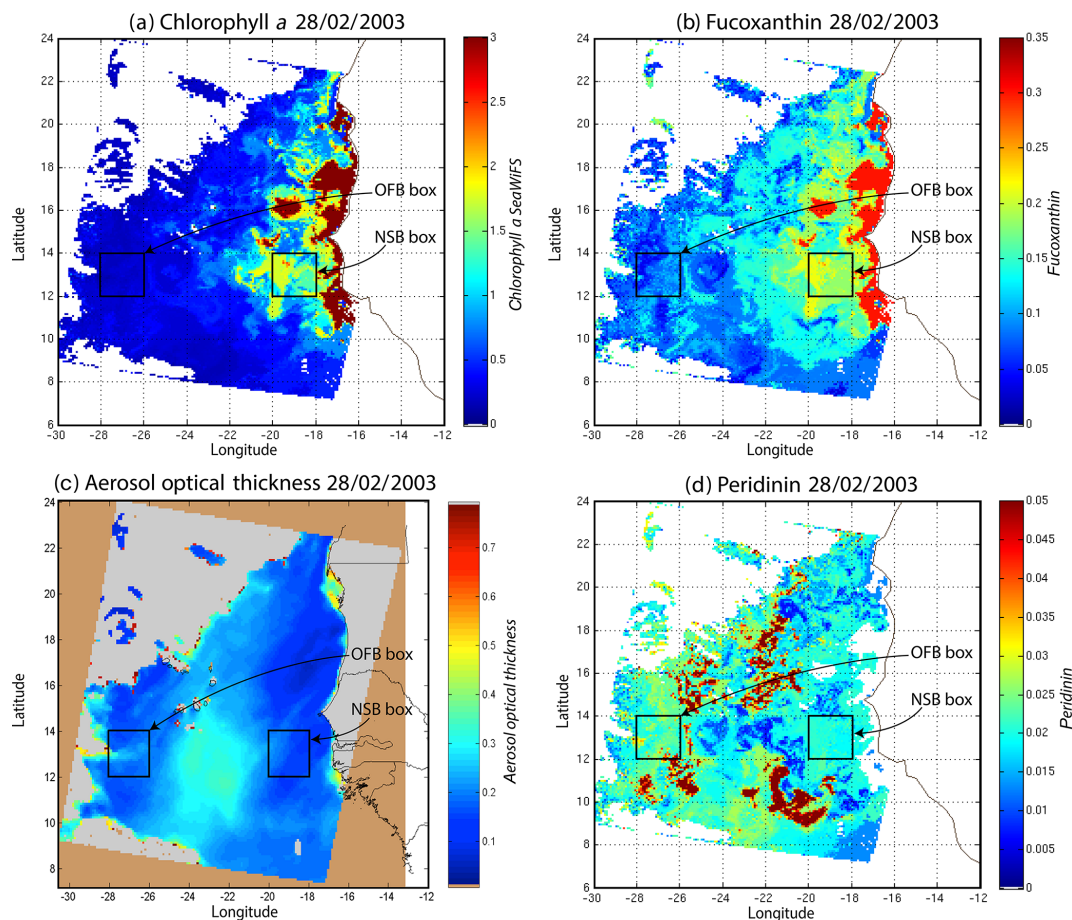 (a) Chlorophyll a 28/02/2003
24
22
20
18
16
14
12
10
8
6
-30 -28 -26 -24 -22 -20 -18 -16 -14 -12
Latitude
Longitude
OFB box
NSB box
3
2.5
2
1.5
1
0.5
0
Chlorophyll a SeaWiFS
(b) Fucoxanthin 28/02/2003
24
22
20
18
16
14
12
10
8
6
-30 -28 -26 -24 -22 -20 -18 -16 -14 -12
Latitude
Longitude
OFB box
NSB box
0.35
0.3
0.25
0.2
0.15
0.1
0.05
0
Fucoxanthin
(c) Aerosol optical thickness 28/02/2003
24
22
20
18
16
14
12
10
8
-30 -28 -26 -24 -22 -20 -18 -16 -14 -12
Latitude
Longitude
OFB box
NSB box
0.7
0.6
0.5
0.4
0.3
0.2
0.1
Aerosol optical thickness
(d) Peridinin 28/02/2003
24
22
20
18
16
14
12
10
8
6
-30 -28 -26 -24 -22 -20 -18 -16 -14 -12
Latitude
Longitude
OFB box
NSB box
0.05
0.045
0.04
0.035
0.03
0.025
0.02
0.015
0.01
0.005
0
Peridinin